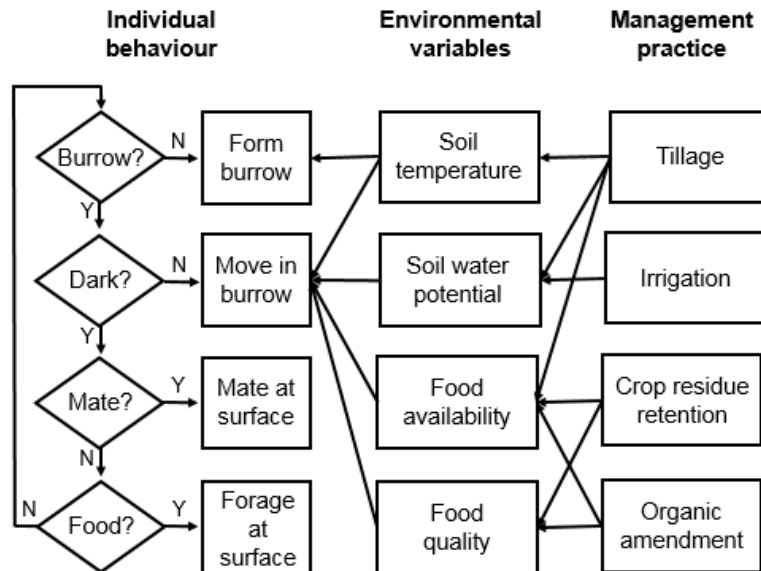 Individual
behaviour
Environmental
variables
Management
practice
Burrow?
N
Form
burrow
Soil
temperature
Tillage
Y
Dark?
N
Move in
burrow
Soil water
potential
Irrigation
Y
Mate?
Y
Mate at
surface
Food
availability
Crop residue
retention
N
N
Food?
Y
Forage
at
surface
Food
quality
Organic
amendment